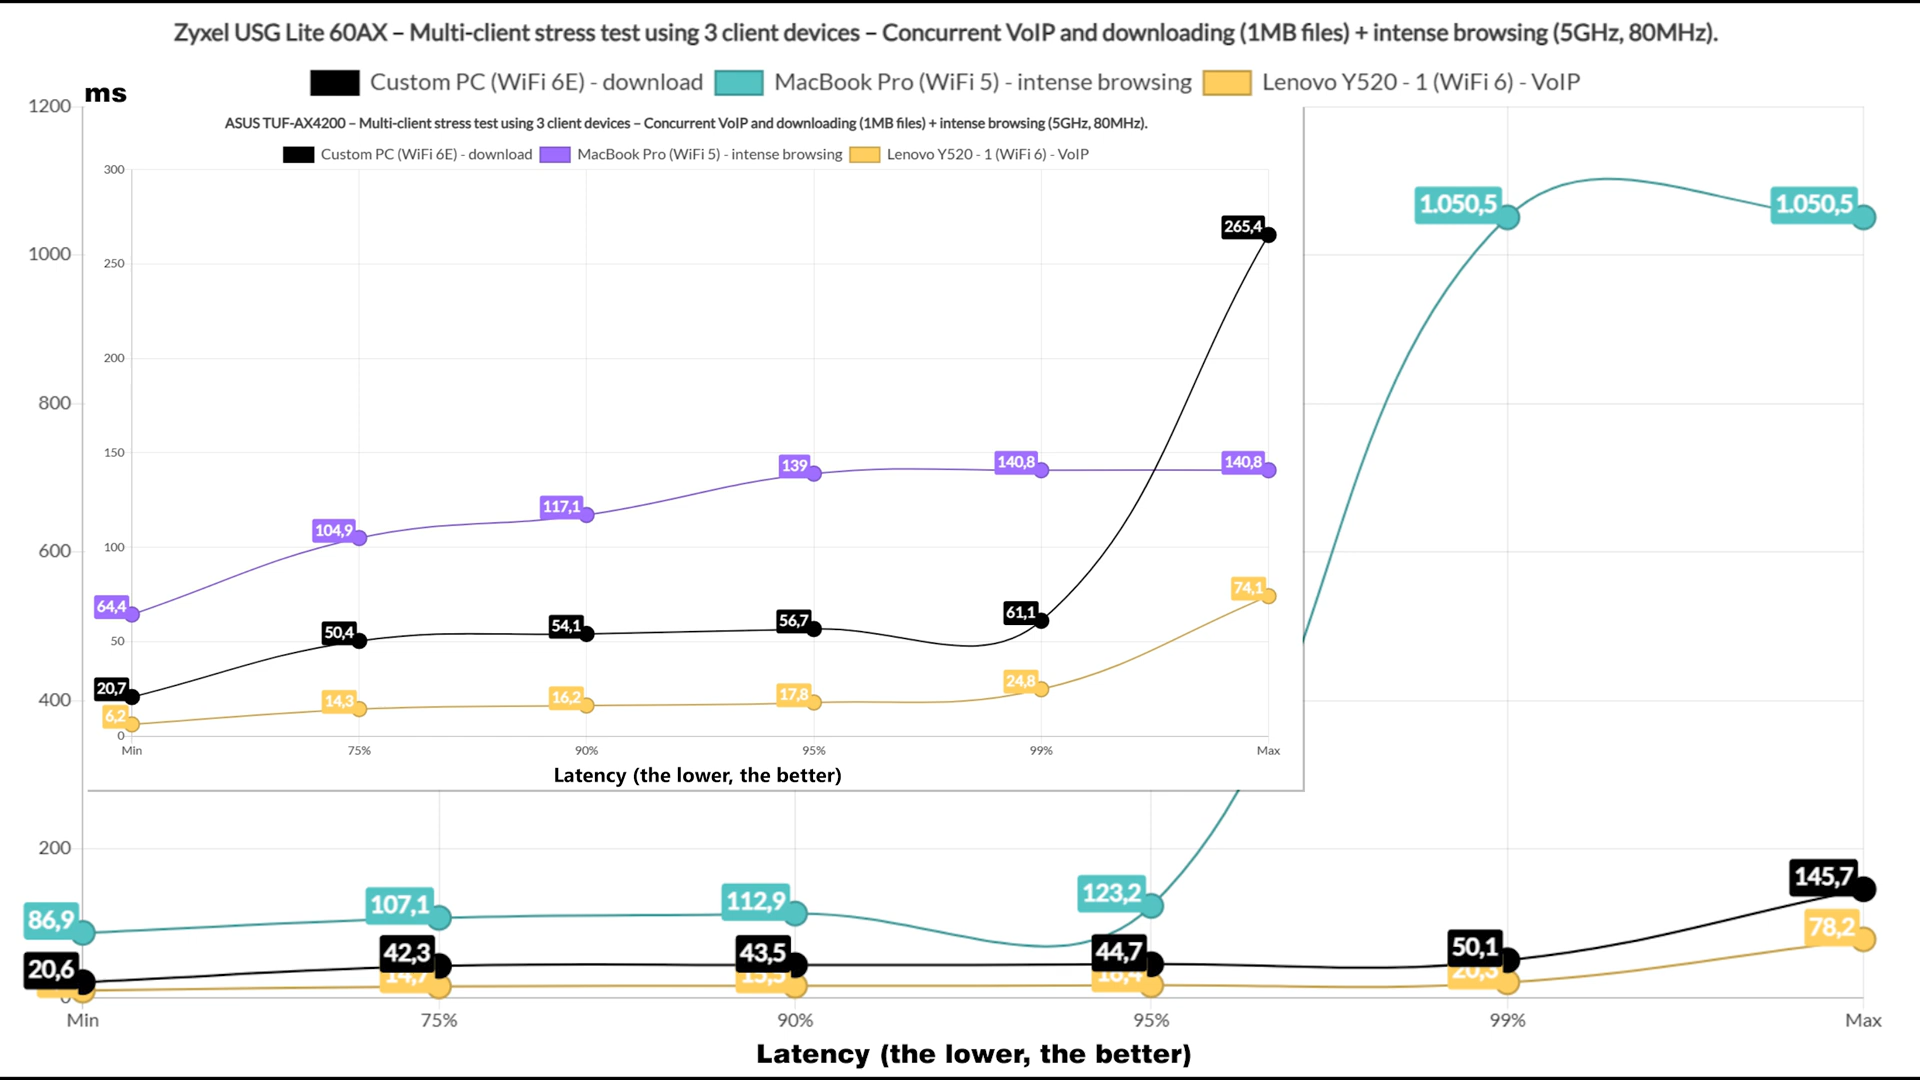 Zyxel USG Lite 60AX – Multi-client stress test using 3 client devices – Concurrent VoIP and downloading (1MB files) + intense browsing (5GHz, 80MHz).
Custom PC (WiFi 6E) - download MacBook Pro (WiFi 5) - intense browsing Lenovo Y520 - 1 (WiFi 6) - VoIP
ms
1200
1000
800
600
400
200
0
ASUS TUF-AX4200 – Multi-client stress test using 3 client devices – Concurrent VoIP and downloading (1MB files) + intense browsing (5GHz, 80MHz).
Custom PC (WiFi 6E) - download MacBook Pro (WiFi 5) - intense browsing Lenovo Y520 - 1 (WiFi 6) - VoIP
300
250
200
150
100
50
0
64,4 104,9 117,1 139 140,8 140,8
20,7 50,4 54,1 56,7 61,1 265,4
6,2 14,3 16,2 17,8 24,8 74,1
Min 75% 90% 95% 99% Max
Latency (the lower, the better)
86,9 107,1 112,9 123,2 1.050,5 1.050,5
20,6 42,3 43,5 44,7 50,1 145,7
14,7 15,5 16,4 20,3 78,2
Min 75% 90% 95% 99% Max
Latency (the lower, the better)